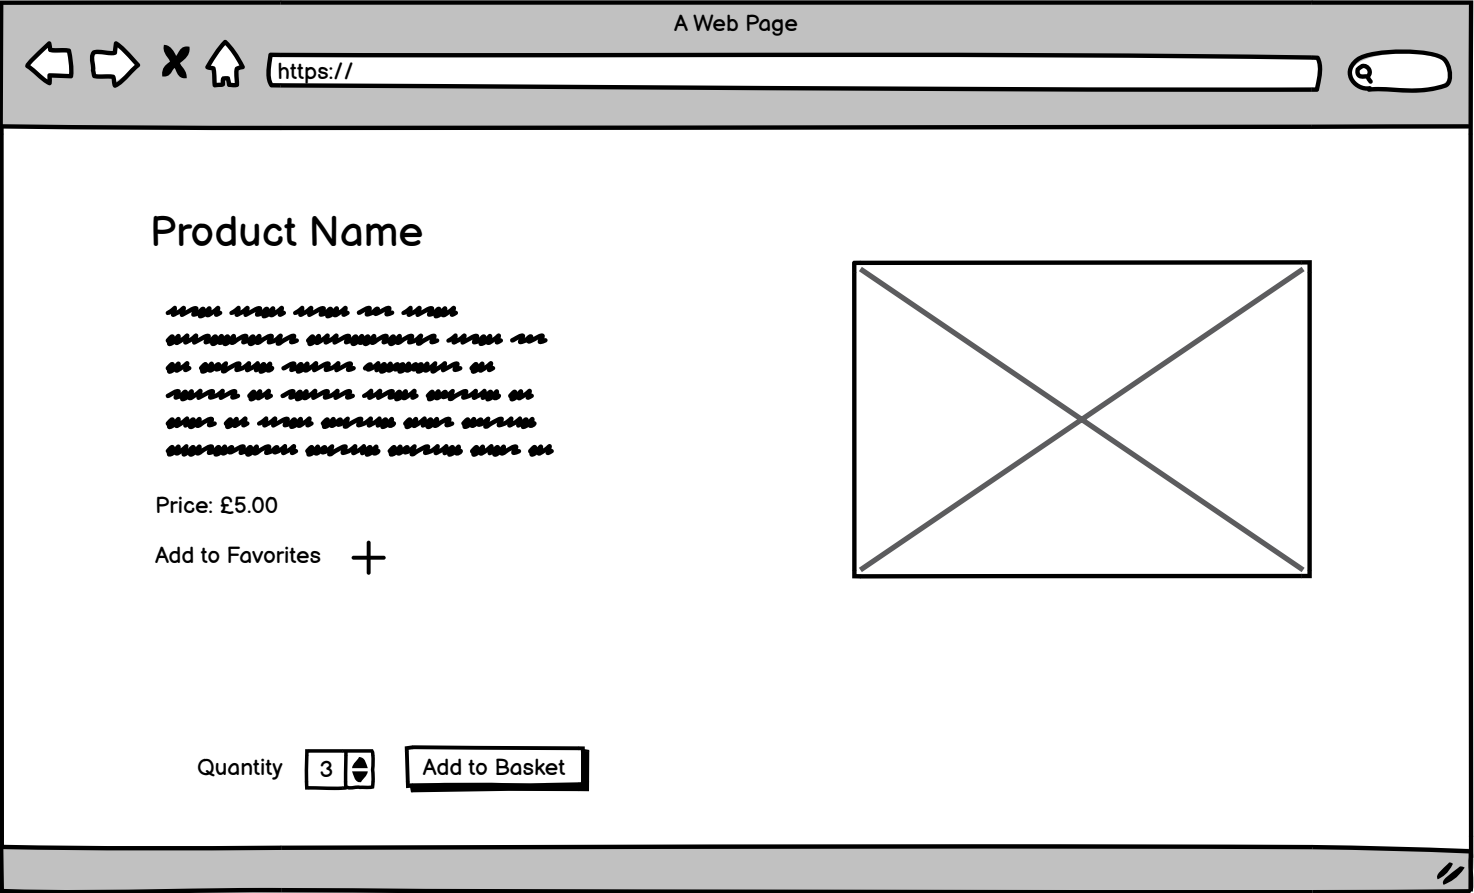 A Web Page
https://
Product Name
Price: £5.00
Add to Favorites
Quantity
3
Add to Basket